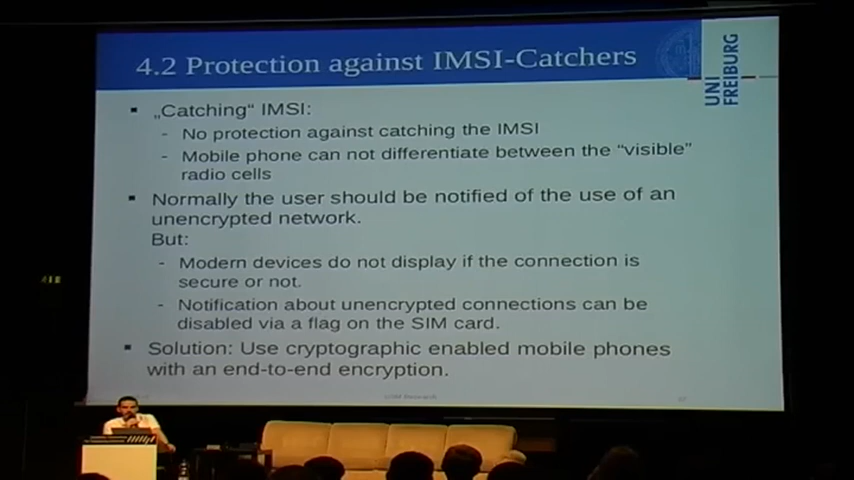 4.2 Protection against IMSI-Catchers
UNI
FREIBURG
▪ „Catching“ IMSI:
- No protection against catching the IMSI
- Mobile phone can not differentiate between the “visible”
radio cells
▪ Normally the user should be notified of the use of an
unencrypted network.
But:
- Modern devices do not display if the connection is
secure or not.
- Notification about unencrypted connections can be
disabled via a flag on the SIM card.
▪ Solution: Use cryptographic enabled mobile phones
with an end-to-end encryption.